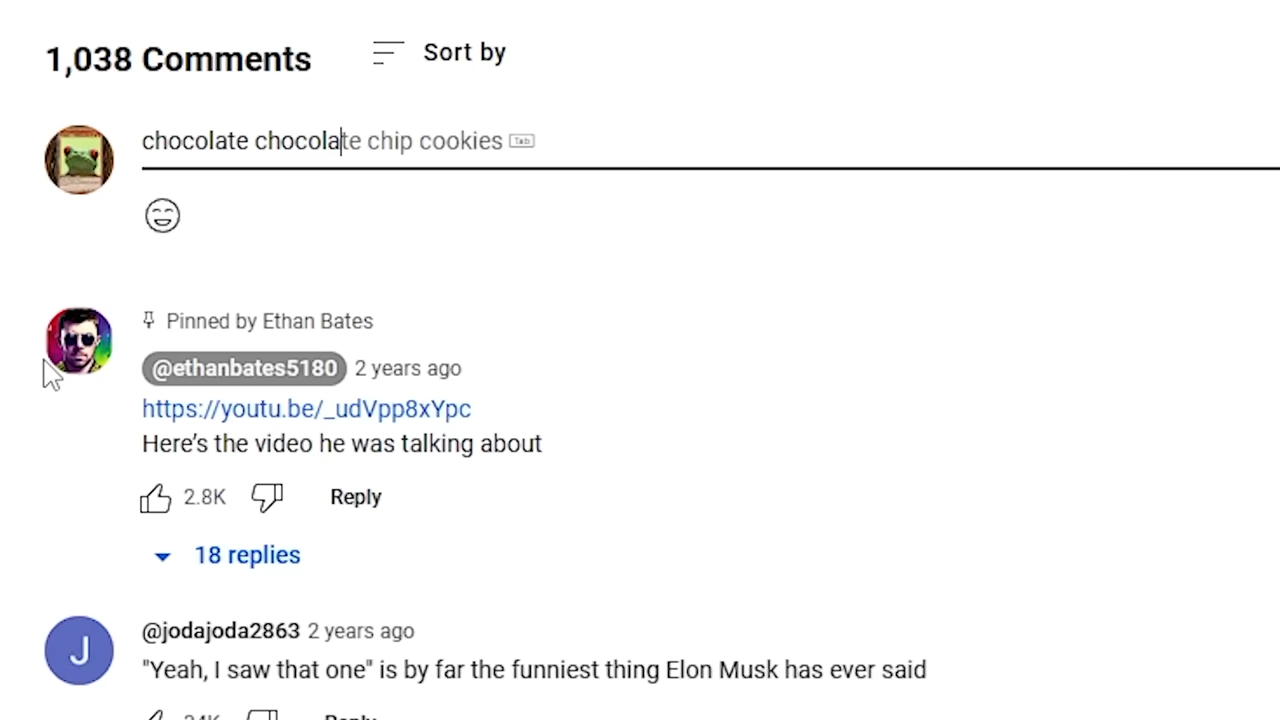 1,038 Comments
Sort by
chocolate chocolate chip cookies Tab
Pinned by Ethan Bates
@ethanbates5180 2 years ago
https://youtu.be/_udVpp8xYpc
Here’s the video he was talking about
2.8K Reply
18 replies
J
@jodajoda2863 2 years ago
"Yeah, I saw that one" is by far the funniest thing Elon Musk has ever said
Reply